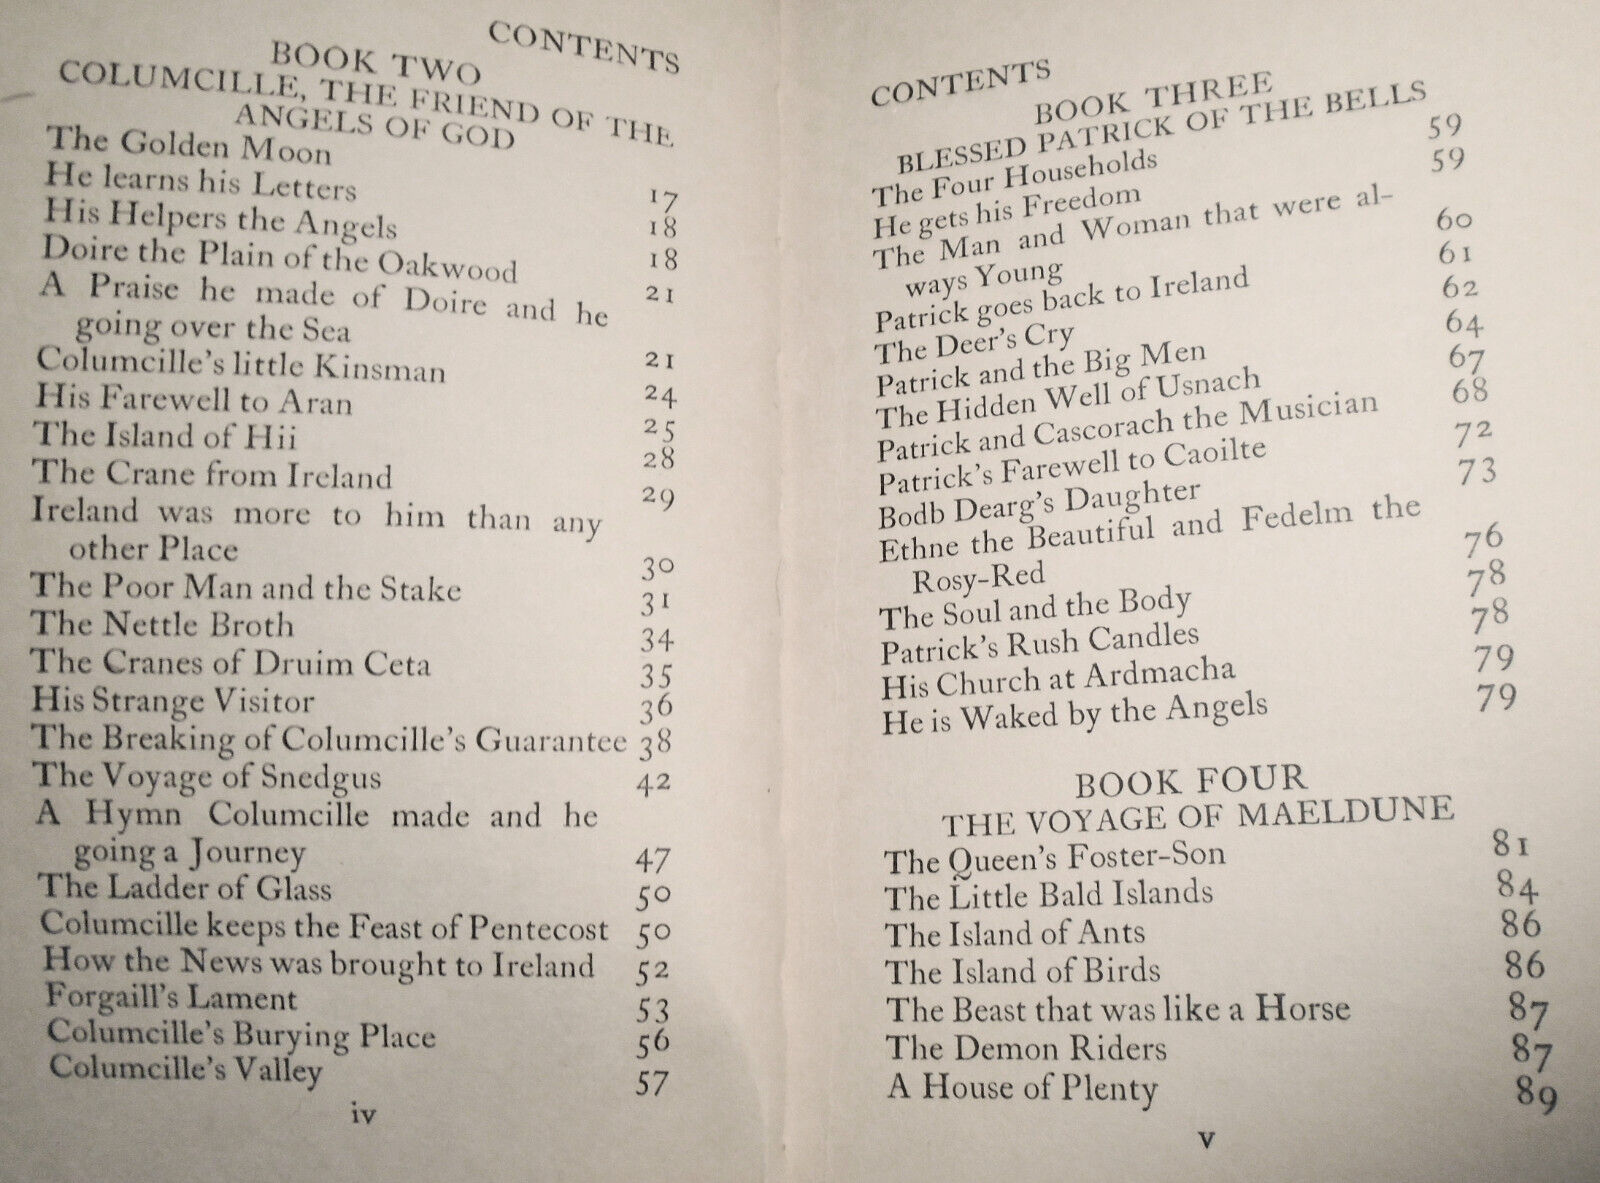 CONTENTS
BOOK TWO
COLUMCILLE, THE FRIEND OF THE
ANGELS OF GOD
The Golden Moon 17
He learns his Letters 18
His Helpers the Angels 18
Doire the Plain of the Oakwood 21
A Praise he made of Doire and he
going over the Sea 21
Columcille's little Kinsman 24
His Farewell to Aran 25
The Island of Hii 28
The Crane from Ireland 29
Ireland was more to him than any
other Place 30
The Poor Man and the Stake 31
The Nettle Broth 34
The Cranes of Druim Ceta 35
His Strange Visitor 36
The Breaking of Columcille's Guarantee 38
The Voyage of Snedgus 42
A Hymn Columcille made and he
going a Journey 47
The Ladder of Glass 50
Columcille keeps the Feast of Pentecost 50
How the News was brought to Ireland 52
Forgaill's Lament 53
Columcille's Burying Place 56
Columcille's Valley 57
iv
CONTENTS
BOOK THREE
BLESSED PATRICK OF THE BELLS
The Four Households 59
He gets his Freedom 59
The Man and Woman that were al-
ways Young 60
Patrick goes back to Ireland 61
The Deer's Cry 62
Patrick and the Big Men 64
The Hidden Well of Usnach 67
Patrick and Cascorach the Musician 68
Patrick's Farewell to Caoilte 72
Bodb Dearg's Daughter 73
Ethne the Beautiful and Fedelm the
Rosy-Red 76
The Soul and the Body 78
Patrick's Rush Candles 78
His Church at Ardmacha 79
He is Waked by the Angels 79
BOOK FOUR
THE VOYAGE OF MAELDUNE
The Queen's Foster-Son 81
The Little Bald Islands 84
The Island of Ants 86
The Island of Birds 86
The Beast that was like a Horse 87
The Demon Riders 87
A House of Plenty 89
v